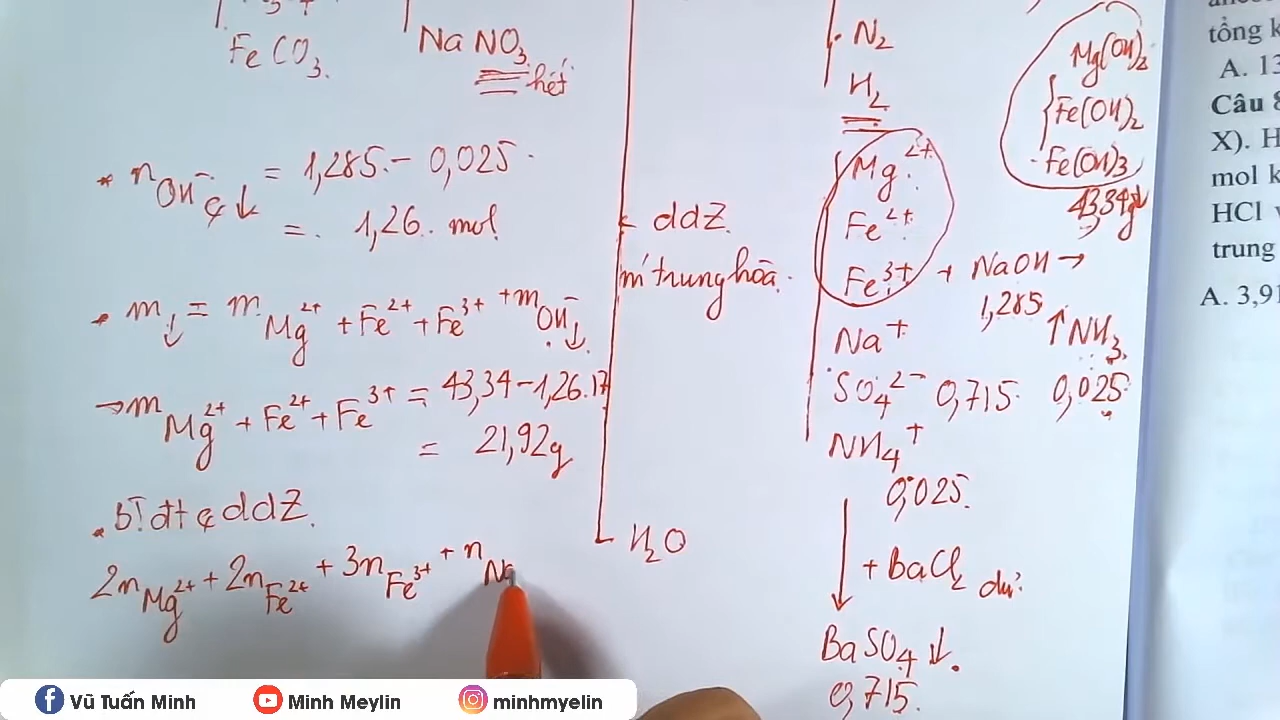 FeCO3.
NaNO3.
hết
* nOH⁻ ¢↓ = 1,285 - 0,025.
= 1,26. mol
* m↓ = m Mg²⁺ + Fe²⁺ + Fe³⁺ + mOH⁻↓.
→ m Mg²⁺ + Fe²⁺ + Fe³⁺ = 43,34 - 1,26.17
= 21,92g
* bĩ đt ¢ ddZ.
2nMg²⁺ + 2nFe²⁺ + 3nFe³⁺ + nNa
ddZ.
m' trung hòa.
H2O
N2
H2
Mg²⁺
Fe²⁺
Fe³⁺ + NaOH →
1,285
↑NH3
0,025
Na⁺
SO4²⁻ 0,715
NH4⁺
0,025.
+ BaCl2 dư:
BaSO4↓.
0,715.
Mg(OH)2
Fe(OH)2
Fe(OH)3
43,34g
tổng k
A. 13
Câu 8
X). H
mol k
HCl v
trung
A. 3,91
Vũ Tuấn Minh
Minh Meylin
minhmyelin